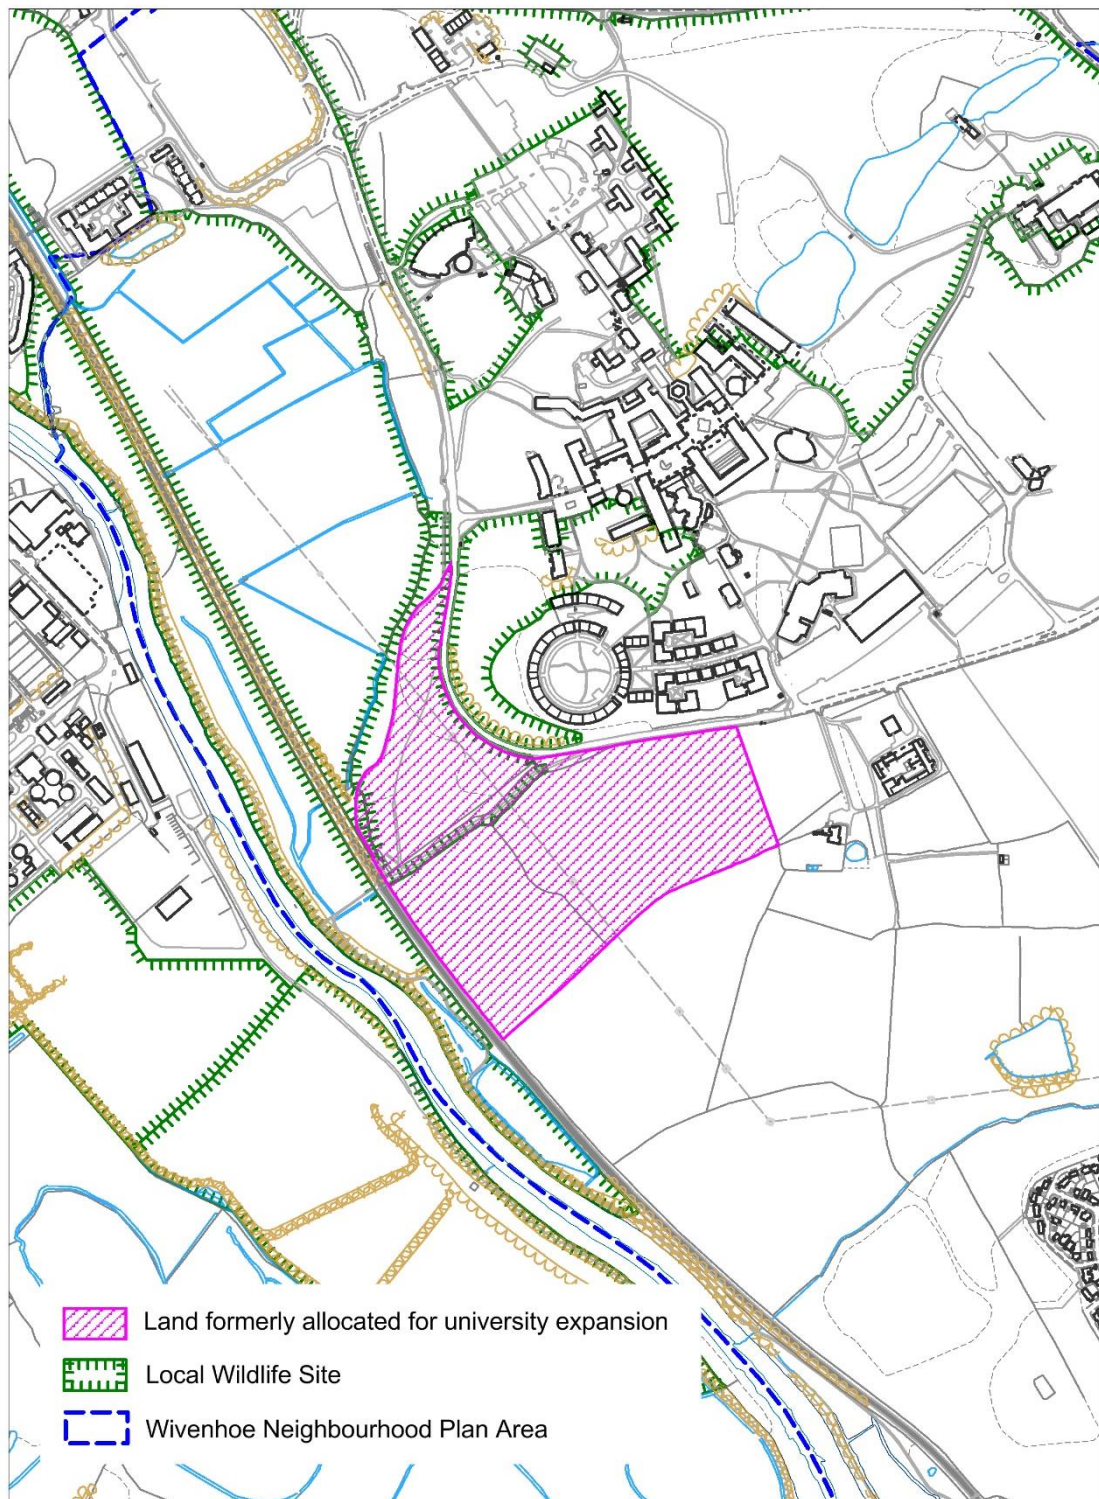 Land formerly allocated for university expansion
Local Wildlife Site
Wivenhoe Neighbourhood Plan Area